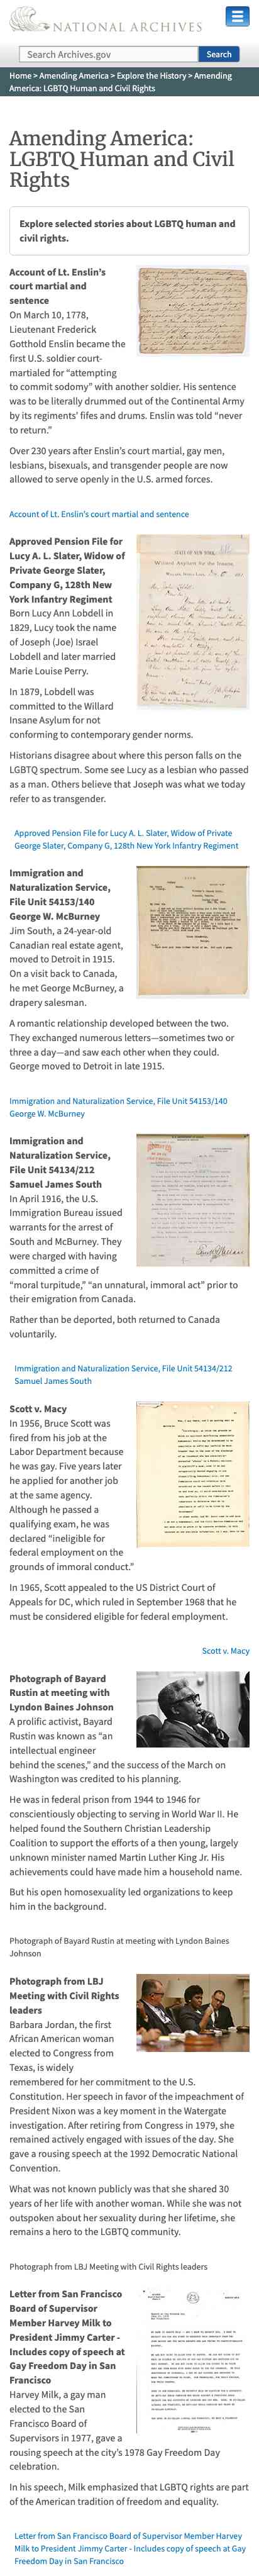 NATIONAL ARCHIVES
Search Archives.gov
Search
Home > Amending America > Explore the History > Amending
America: LGBTQ Human and Civil Rights
Amending America:
LGBTQ Human and Civil
Rights
Explore selected stories about LGBTQ human and
civil rights.
Account of Lt. Enslin's
court martial and
sentence
On March 10, 1778,
Lieutenant Frederick
Gotthold Enslin became the
first U.S. soldier court-
martialed for “attempting
to commit sodomy” with another soldier. His sentence
was to be literally drummed out of the Continental Army
by its regiments’ fifes and drums. Enslin was told “never
to return.”
Over 230 years after Enslin’s court martial, gay men,
lesbians, bisexuals, and transgender people are now
allowed to serve openly in the U.S. armed forces.
Account of Lt. Enslin's court martial and sentence
Approved Pension File for
Lucy A. L. Slater, Widow of
Private George Slater,
Company G, 128th New
York Infantry Regiment
Born Lucy Ann Lobdell in
1829, Lucy took the name
of Joseph (Joe) Israel
Lobdell and later married
Marie Louise Perry.
In 1879, Lobdell was
committed to the Willard
Insane Asylum for not
conforming to contemporary gender norms.
Historians disagree about where this person falls on the
LGBTQ spectrum. Some see Lucy as a lesbian who passed
as a man. Others believe that Joseph was what we today
refer to as transgender.
Approved Pension File for Lucy A. L. Slater, Widow of Private
George Slater, Company G, 128th New York Infantry Regiment
Immigration and
Naturalization Service,
File Unit 54153/140
George W. McBurney
Jim South, a 24-year-old
Canadian real estate agent,
moved to Detroit in 1915.
On a visit back to Canada,
he met George McBurney, a
drapery salesman.
A romantic relationship developed between the two.
They exchanged numerous letters—sometimes two or
three a day—and saw each other when they could.
George moved to Detroit in late 1915.
Immigration and Naturalization Service, File Unit 54153/140
George W. McBurney
Immigration and
Naturalization Service,
File Unit 54134/212
Samuel James South
In April 1916, the U.S.
Immigration Bureau issued
warrants for the arrest of
South and McBurney. They
were charged with having
committed a crime of
“moral turpitude,” “an unnatural, immoral act” prior to
their emigration from Canada.
Rather than be deported, both returned to Canada
voluntarily.
Immigration and Naturalization Service, File Unit 54134/212
Samuel James South
Scott v. Macy
In 1956, Bruce Scott was
fired from his job at the
Labor Department because
he was gay. Five years later
he applied for another job
at the same agency.
Although he passed a
qualifying exam, he was
declared “ineligible for
federal employment on the
grounds of immoral conduct.”
In 1965, Scott appealed to the US District Court of
Appeals for DC, which ruled in September 1968 that he
must be considered eligible for federal employment.
Scott v. Macy
Photograph of Bayard
Rustin at meeting with
Lyndon Baines Johnson
A prolific activist, Bayard
Rustin was known as “an
intellectual engineer
behind the scenes,” and the success of the March on
Washington was credited to his planning.
He was in federal prison from 1944 to 1946 for
conscientiously objecting to serving in World War II. He
helped found the Southern Christian Leadership
Coalition to support the efforts of a then young, largely
unknown minister named Martin Luther King Jr. His
achievements could have made him a household name.
But his open homosexuality led organizations to keep
him in the background.
Photograph of Bayard Rustin at meeting with Lyndon Baines
Johnson
Photograph from LBJ
Meeting with Civil Rights
leaders
Barbara Jordan, the first
African American woman
elected to Congress from
Texas, is widely
remembered for her commitment to the U.S.
Constitution. Her speech in favor of the impeachment of
President Nixon was a key moment in the Watergate
investigation. After retiring from Congress in 1979, she
remained actively engaged with issues of the day. She
gave a rousing speech at the 1992 Democratic National
Convention.
What was not known publicly was that she shared 30
years of her life with another woman. While she was not
outspoken about her sexuality during her lifetime, she
remains a hero to the LGBTQ community.
Photograph from LBJ Meeting with Civil Rights leaders
Letter from San Francisco
Board of Supervisor
Member Harvey Milk to
President Jimmy Carter -
Includes copy of speech at
Gay Freedom Day in San
Francisco
Harvey Milk, a gay man
elected to the San
Francisco Board of
Supervisors in 1977, gave a
rousing speech at the city’s 1978 Gay Freedom Day
celebration.
In his speech, Milk emphasized that LGBTQ rights are part
of the American tradition of freedom and equality.
Letter from San Francisco Board of Supervisor Member Harvey
Milk to President Jimmy Carter - Includes copy of speech at Gay
Freedom Day in San Francisco